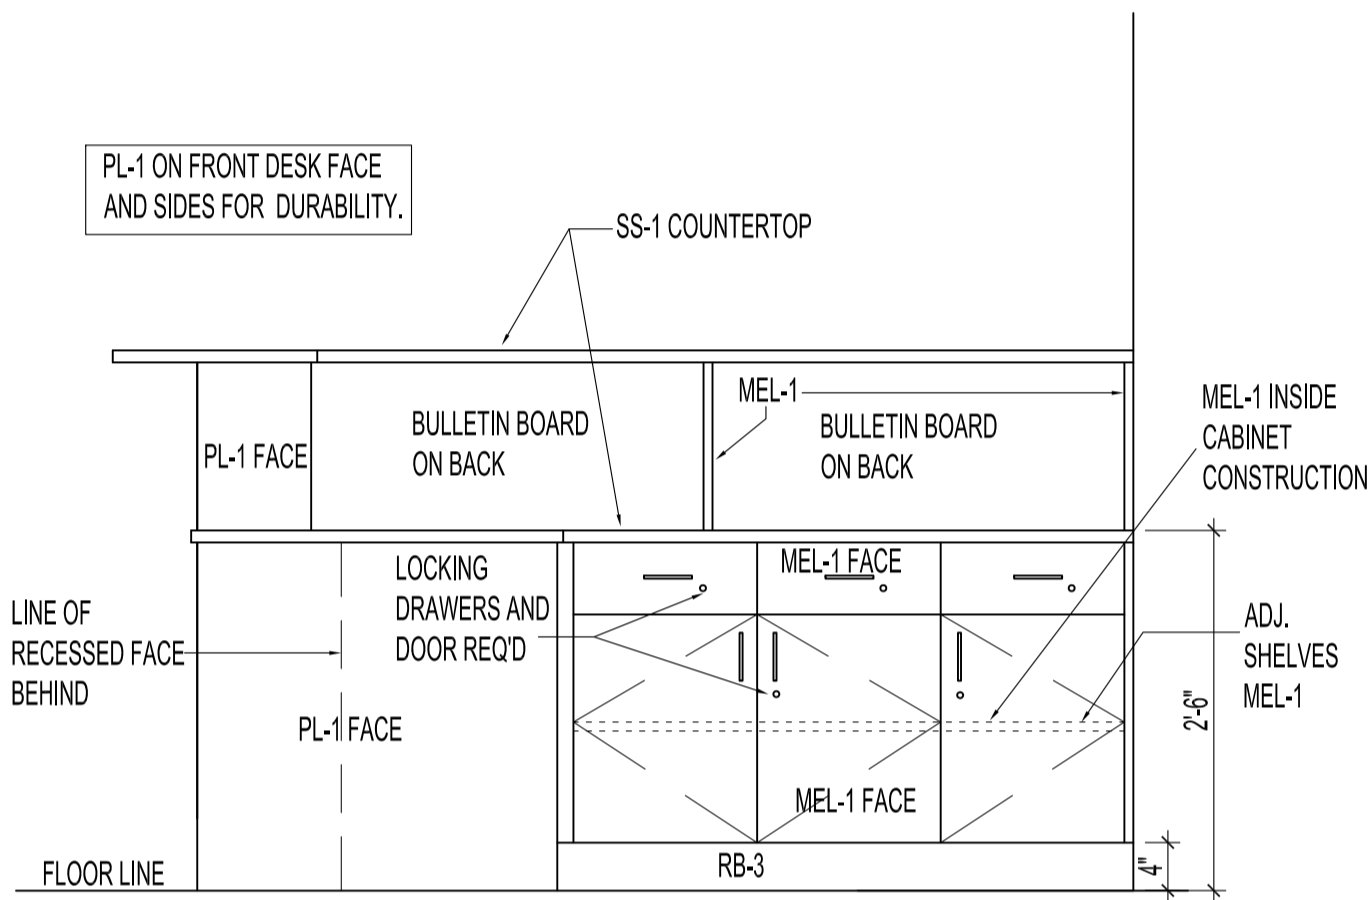 PL-1 ON FRONT DESK FACE
AND SIDES FOR DURABILITY.
SS-1 COUNTERTOP
MEL-1
BULLETIN BOARD
ON BACK
BULLETIN BOARD
ON BACK
PL-1 FACE
MEL-1 INSIDE
CABINET
CONSTRUCTION
LOCKING
DRAWERS AND
DOOR REQ'D
MEL-1 FACE
LINE OF
RECESSED FACE
BEHIND
ADJ.
SHELVES
MEL-1
2'-6"
PL-1 FACE
MEL-1 FACE
RB-3
4"
FLOOR LINE